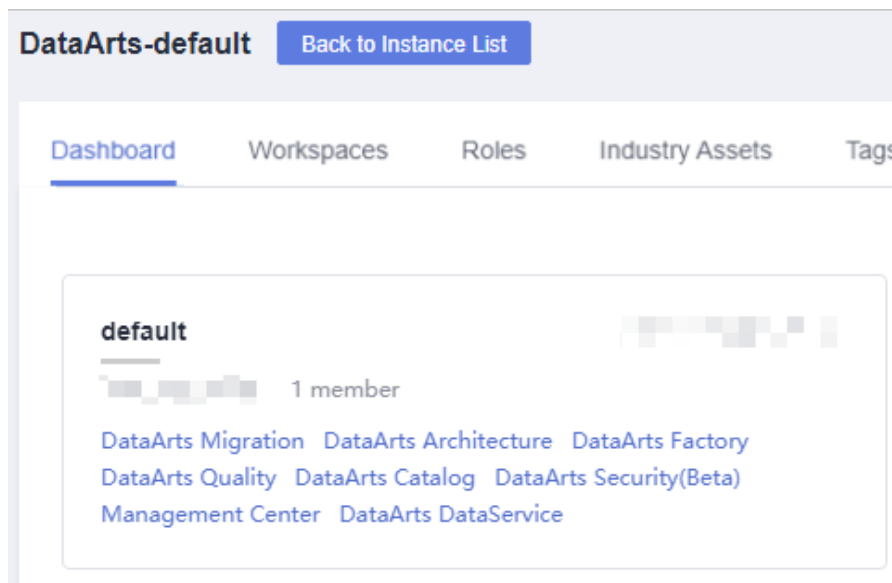 DataArts-default Back to Instance List
Dashboard Workspaces Roles Industry Assets Tags
default
1 member
DataArts Migration DataArts Architecture DataArts Factory
DataArts Quality DataArts Catalog DataArts Security(Beta)
Management Center DataArts DataService